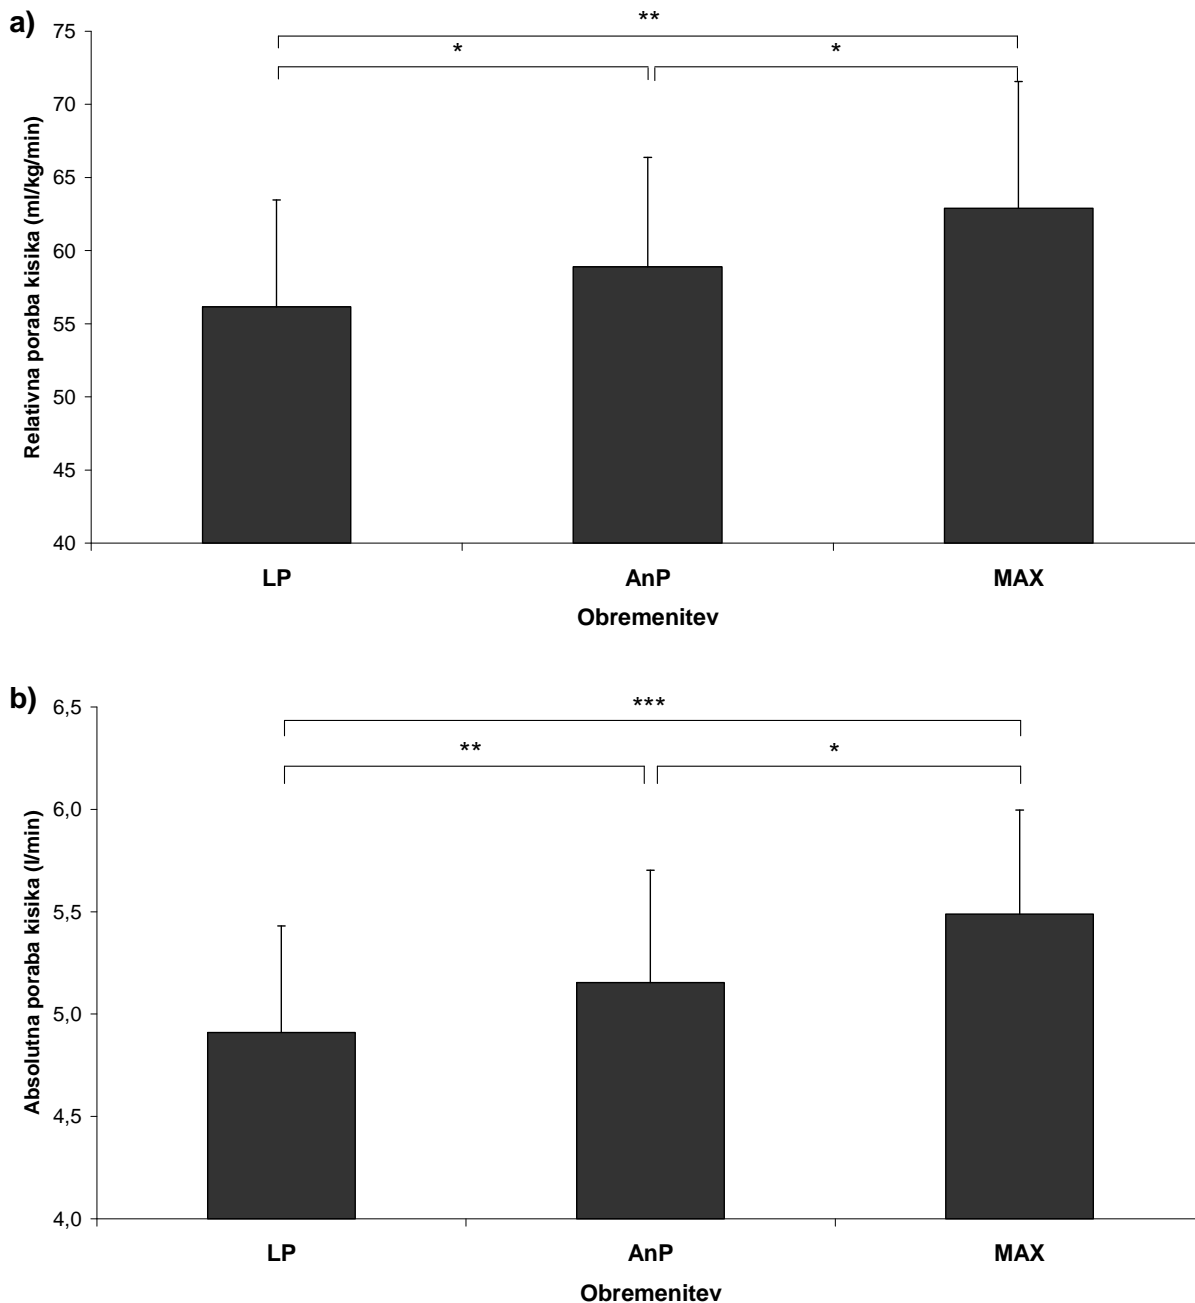 a)
**
*
*
75
70
65
60
55
50
45
40
Relativna poraba kisika (ml/kg/min)
LP AnP MAX
Obremenitev
b)
***
**
*
6,5
6,0
5,5
5,0
4,5
4,0
Absolutna poraba kisika (l/min)
LP AnP MAX
Obremenitev